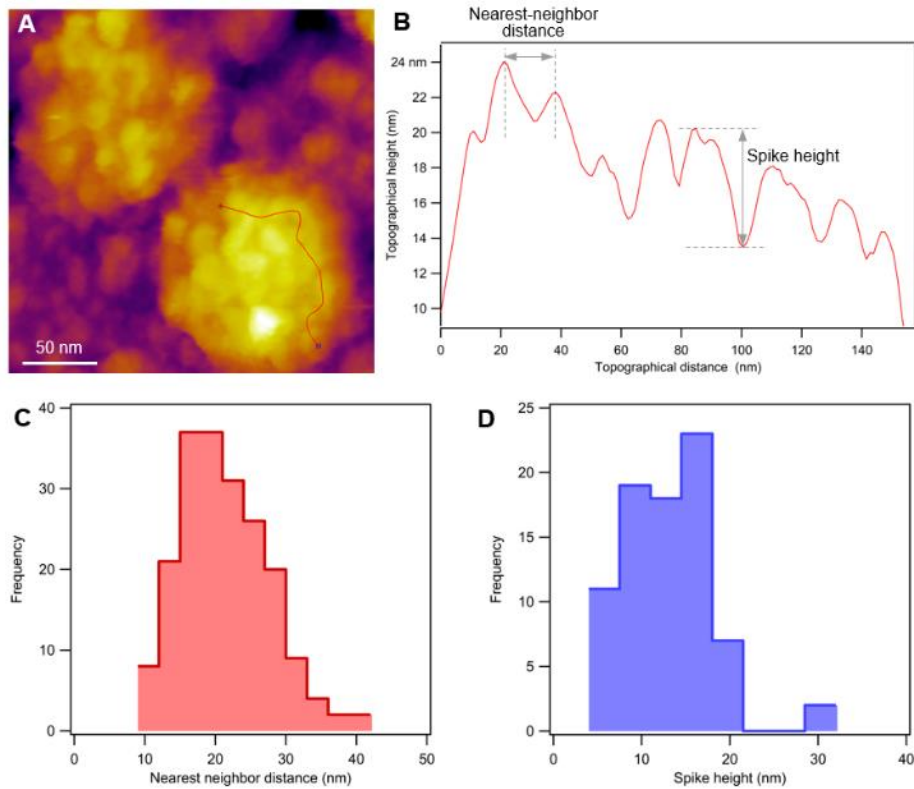 A
50 nm
B
Nearest-neighbor
distance
Spike height
24 nm
22
20
18
16
14
12
10
Topographical height (nm)
0 20 40 60 80 100 120 140
Topographical distance (nm)
C
40
30
20
10
0
Frequency
0 10 20 30 40 50
Nearest neighbor distance (nm)
D
25
20
15
10
5
0
Frequency
0 10 20 30 40
Spike height (nm)